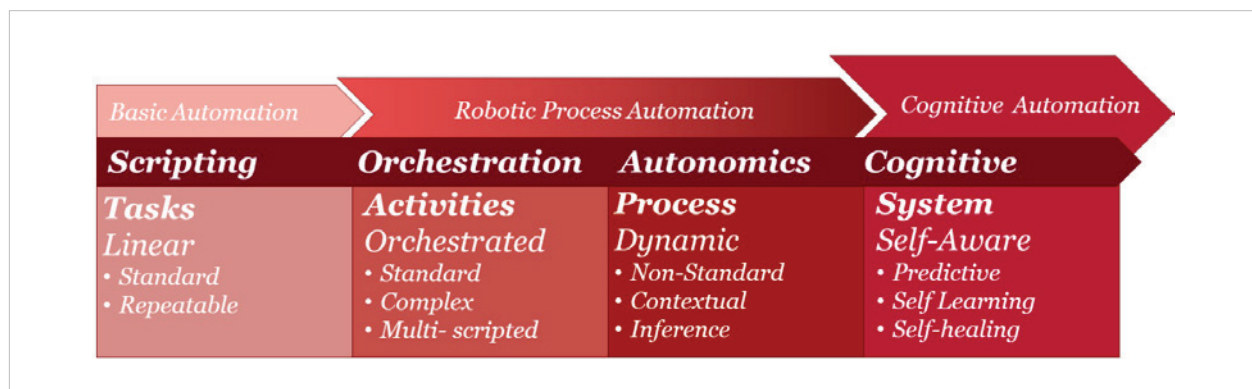 Basic Automation
Robotic Process Automation
Cognitive Automation
Scripting
Orchestration
Autonomics
Cognitive
Tasks
Linear
• Standard
• Repeatable
Activities
Orchestrated
• Standard
• Complex
• Multi- scripted
Process
Dynamic
• Non-Standard
• Contextual
• Inference
System
Self-Aware
• Predictive
• Self Learning
• Self-healing